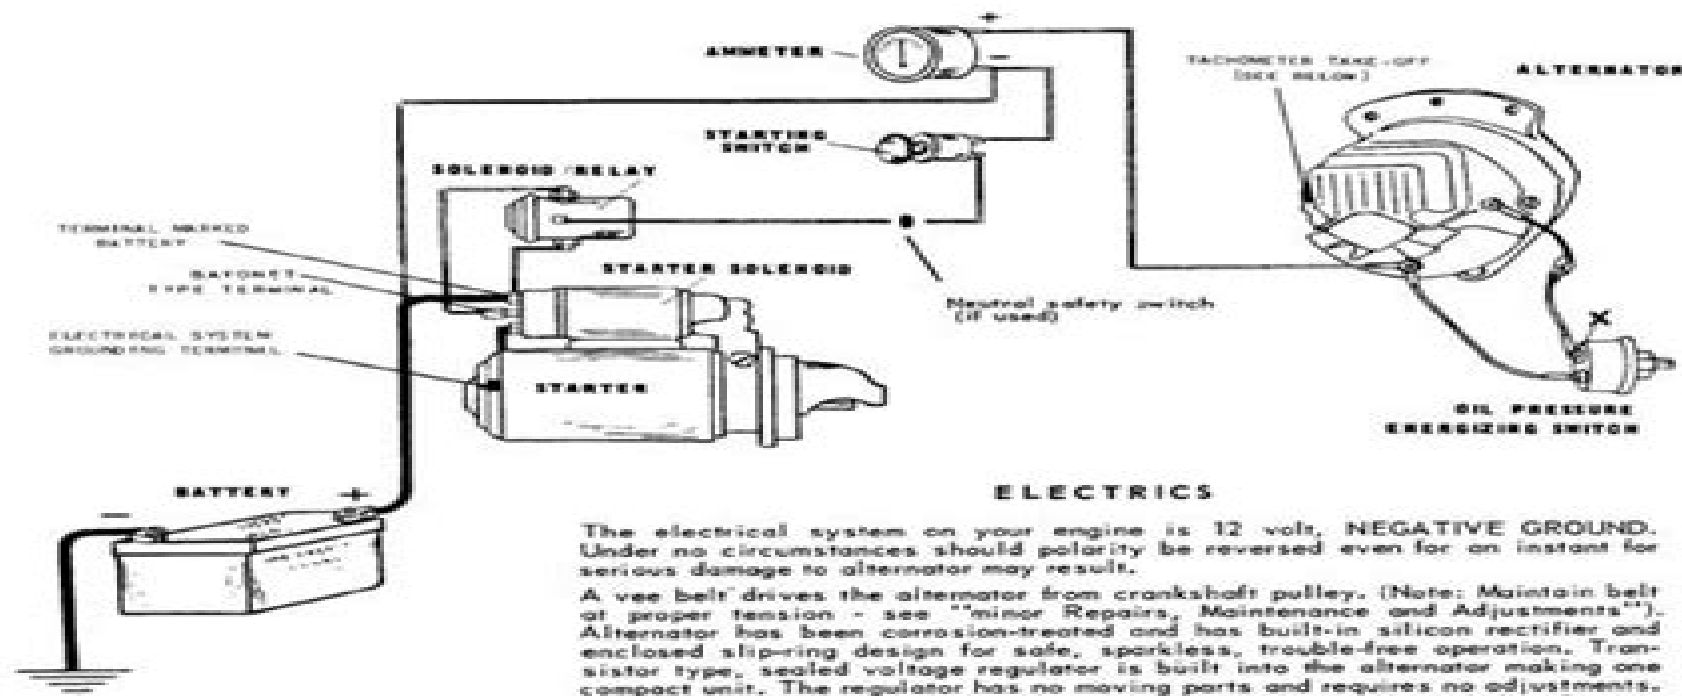 +
AMMETER
−
TACHOMETER TAKE-OFF
(SEE BELOW)
ALTERNATOR
STARTING
SWITCH
SOLENOID/RELAY
TERMINAL MARKED
BATTERY
STARTER SOLENOID
BAYONET
TYPE TERMINAL
Neutral safety switch
(if used)
X
ELECTRICAL SYSTEM
GROUNDING TERMINAL
STARTER
OIL PRESSURE
ENERGIZING SWITCH
BATTERY
+
−
ELECTRICS
The electrical system on your engine is 12 volt, NEGATIVE GROUND.
Under no circumstances should polarity be reversed even for an instant for
serious damage to alternator may result.
A vee belt drives the alternator from crankshaft pulley. (Note: Maintain belt
at proper tension - see "minor Repairs, Maintenance and Adjustments").
Alternator has been corrosion-treated and has built-in silicon rectifier and
enclosed slip-ring design for safe, sparkless, trouble-free operation. Tran-
sistor type, sealed voltage regulator is built into the alternator making one
compact unit. The regulator has no moving parts and requires no adjustments.